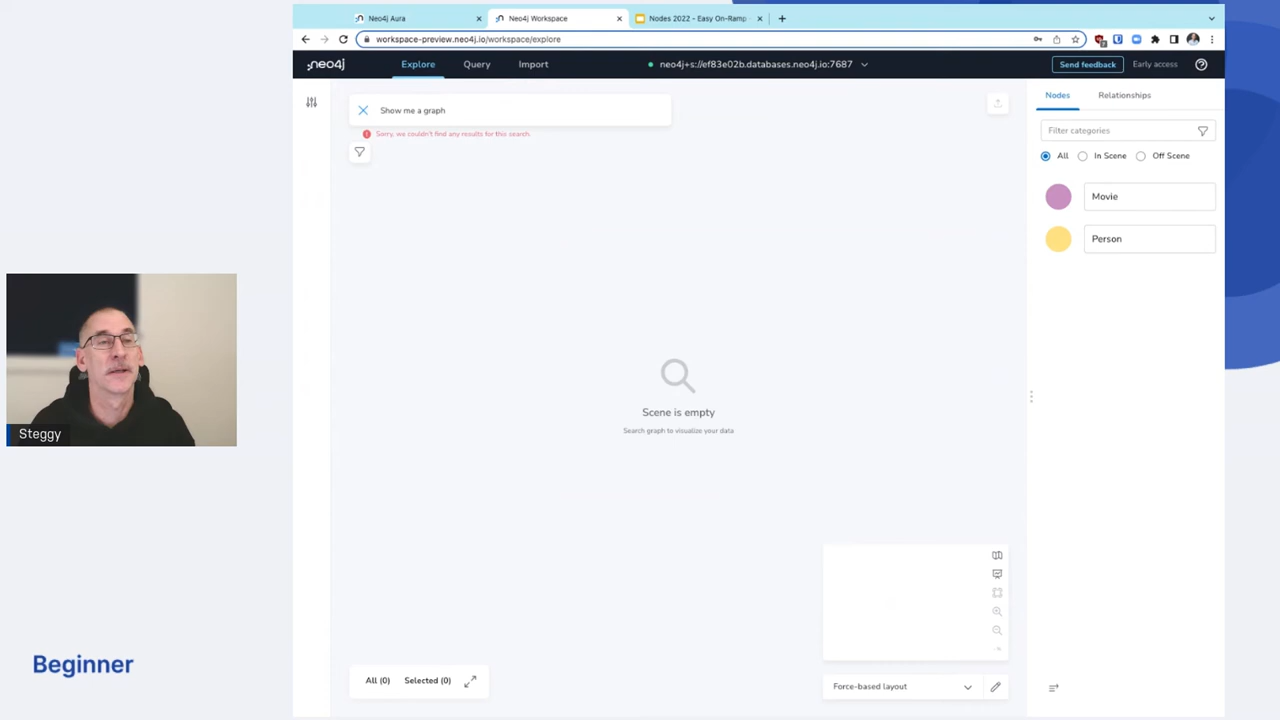 Neo4j Aura
Neo4j Workspace
Nodes 2022 - Easy On-Ramp
workspace-preview.neo4j.io/workspace/explore
neo4j
Explore
Query
Import
neo4j+s://ef83e02b.databases.neo4j.io:7687
Send feedback
Early access
Show me a graph
Sorry, we couldn't find any results for this search.
Nodes
Relationships
Filter categories
All
In Scene
Off Scene
Movie
Person
Scene is empty
Search graph to visualize your data
Steggy
Beginner
All (0)
Selected (0)
Force-based layout